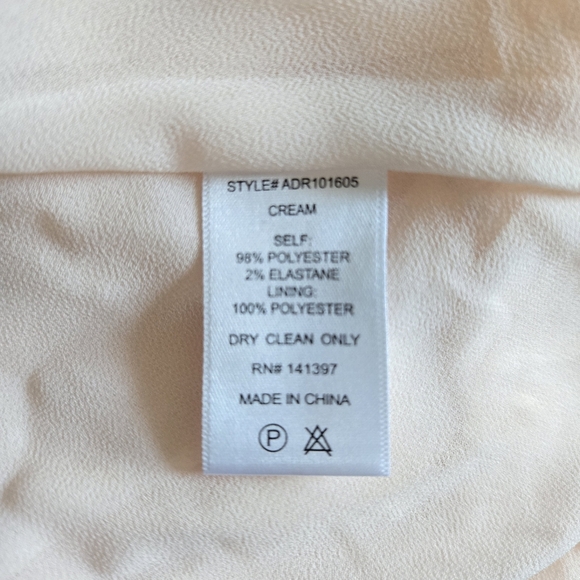 STYLE# ADR101605
CREAM
SELF:
98% POLYESTER
2% ELASTANE
LINING:
100% POLYESTER
DRY CLEAN ONLY
RN# 141397
MADE IN CHINA
P